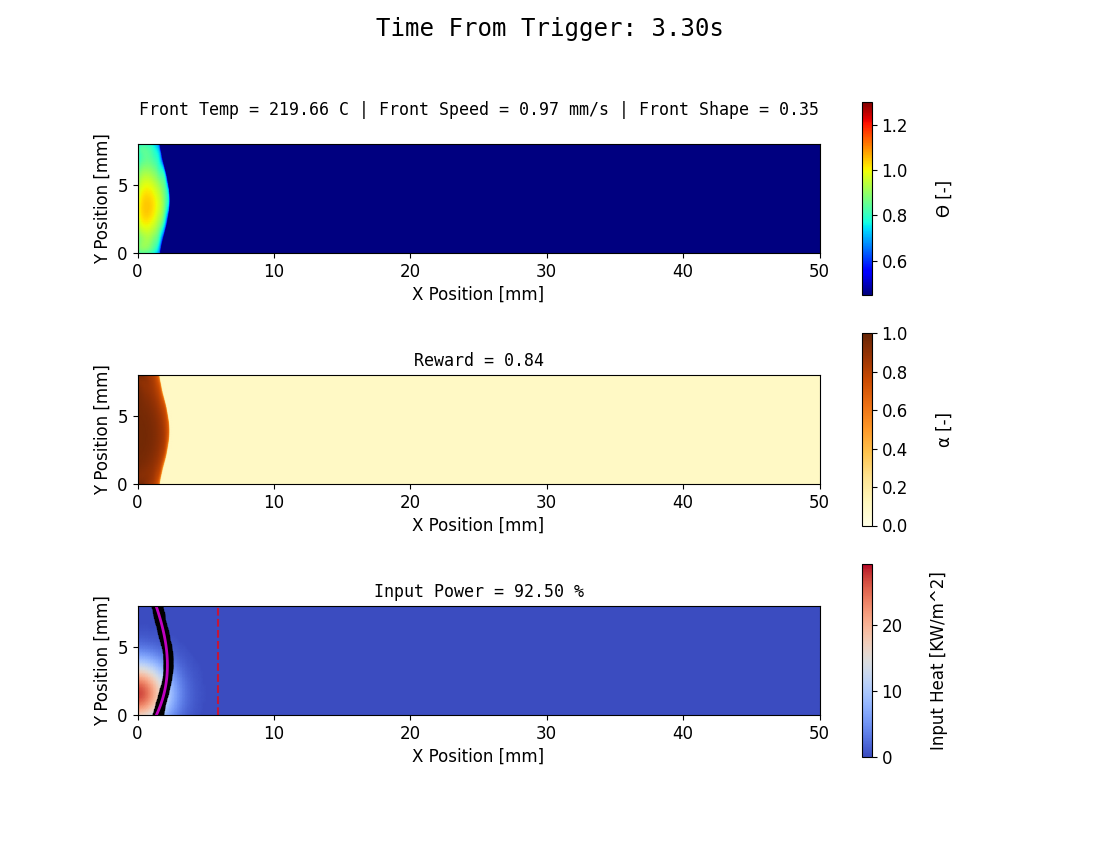 Time From Trigger: 3.30s
Front Temp = 219.66 C | Front Speed = 0.97 mm/s | Front Shape = 0.35
Y Position [mm]
5
0
0 10 20 30 40 50
X Position [mm]
1.2
1.0
0.8
0.6
Θ [-]
Reward = 0.84
Y Position [mm]
5
0
0 10 20 30 40 50
X Position [mm]
1.0
0.8
0.6
0.4
0.2
0.0
α [-]
Input Power = 92.50 %
Y Position [mm]
5
0
0 10 20 30 40 50
X Position [mm]
20
10
0
Input Heat [KW/m^2]